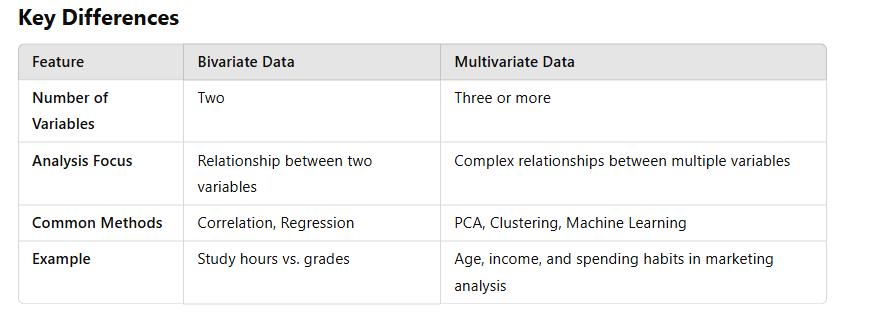 Key Differences
Feature Bivariate Data Multivariate Data
Number of Two Three or more
Variables
Analysis Focus Relationship between two Complex relationships between multiple variables
variables
Common Methods Correlation, Regression PCA, Clustering, Machine Learning
Example Study hours vs. grades Age, income, and spending habits in marketing
analysis